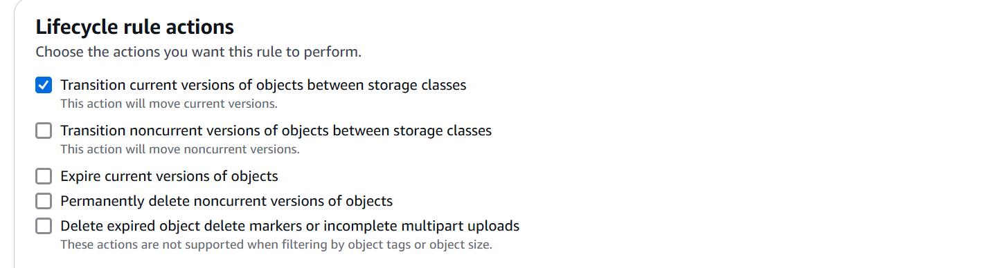 Lifecycle rule actions
Choose the actions you want this rule to perform.
Transition current versions of objects between storage classes
This action will move current versions.
Transition noncurrent versions of objects between storage classes
This action will move noncurrent versions.
Expire current versions of objects
Permanently delete noncurrent versions of objects
Delete expired object delete markers or incomplete multipart uploads
These actions are not supported when filtering by object tags or object size.